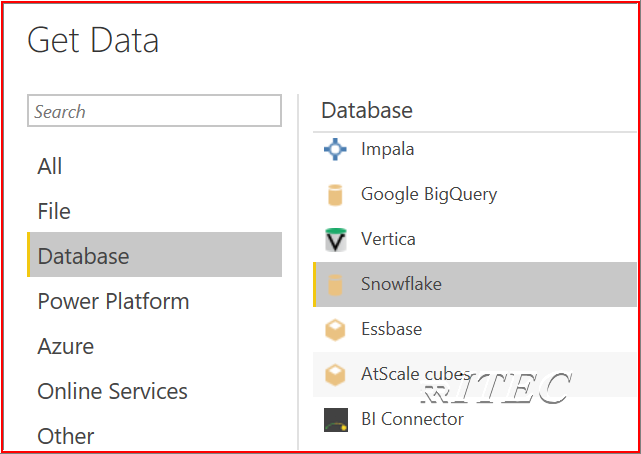 Get Data
Search
All
File
Database
Power Platform
Azure
Online Services
Other
Database
Impala
Google BigQuery
Vertica
Snowflake
Essbase
AtScale cubes
BI Connector
ITEC